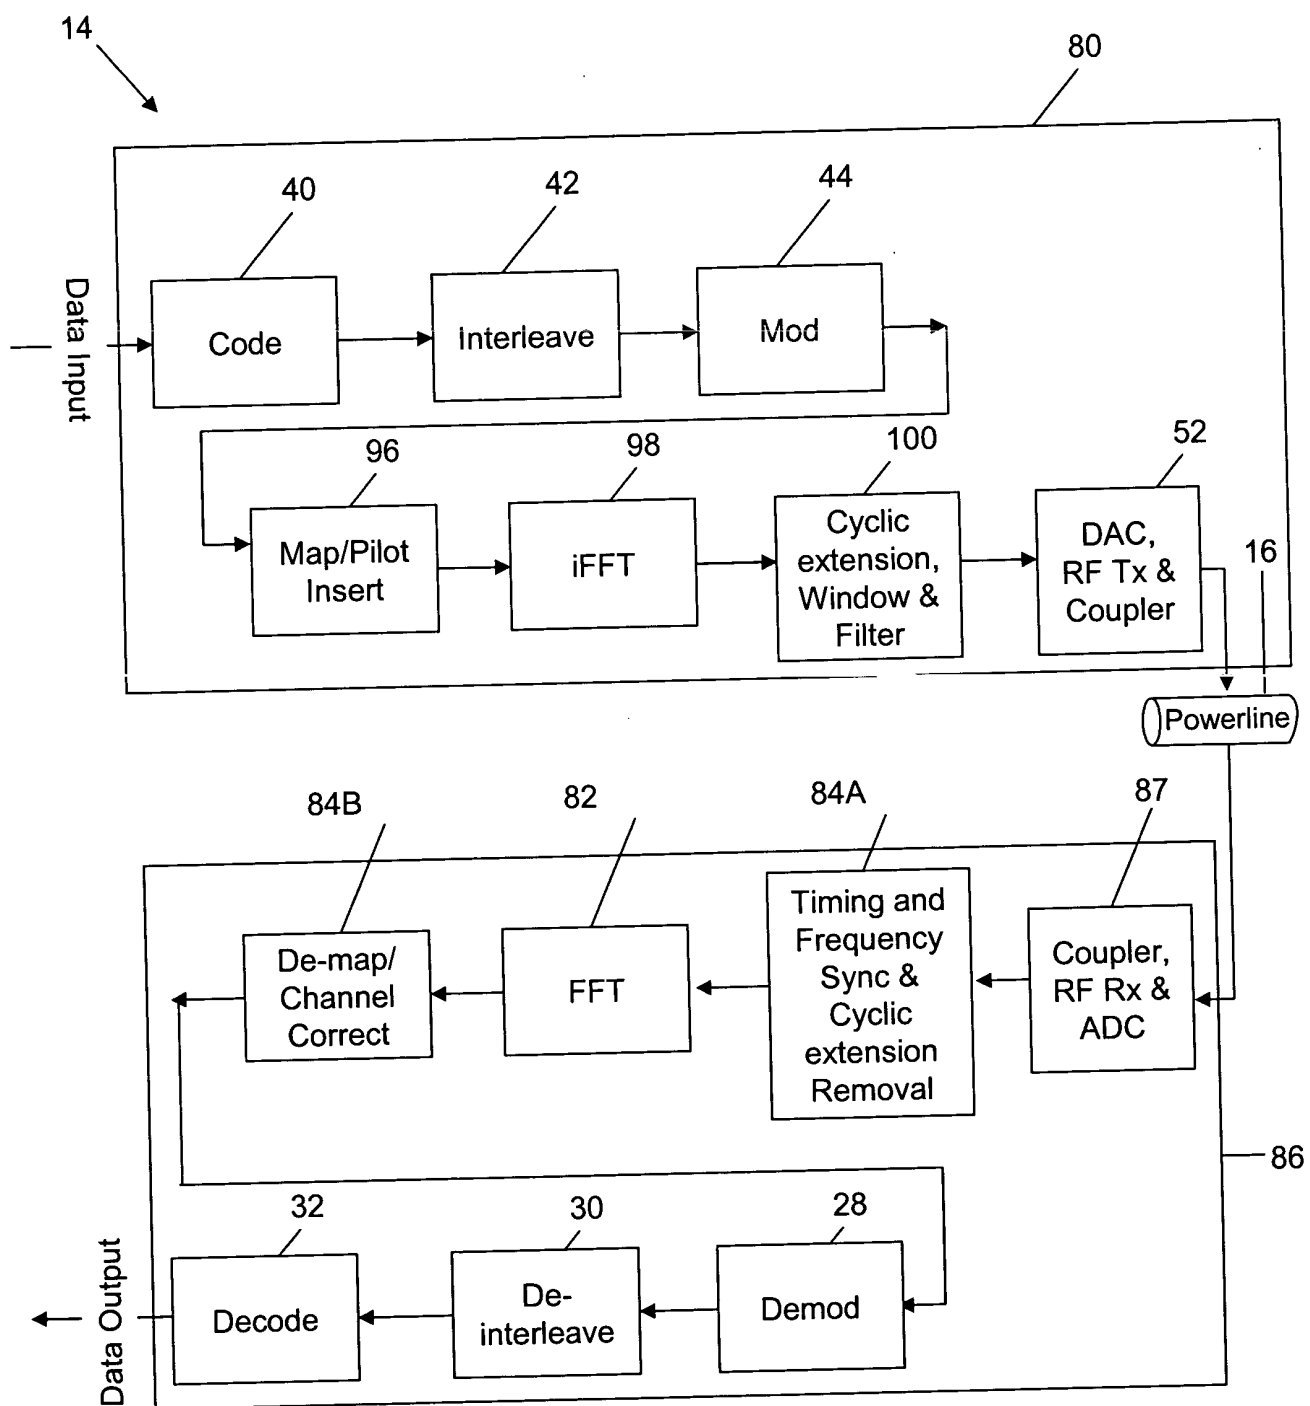 14
80
40
42
44
Data Input
Code
Interleave
Mod
96
98
100
52
Map/Pilot
Insert
iFFT
Cyclic
extension,
Window &
Filter
DAC,
RF Tx &
Coupler
16
Powerline
84B
82
84A
87
De-map/
Channel
Correct
FFT
Timing and
Frequency
Sync &
Cyclic
extension
Removal
Coupler,
RF Rx &
ADC
86
32
30
28
Data Output
Decode
De-
interleave
Demod